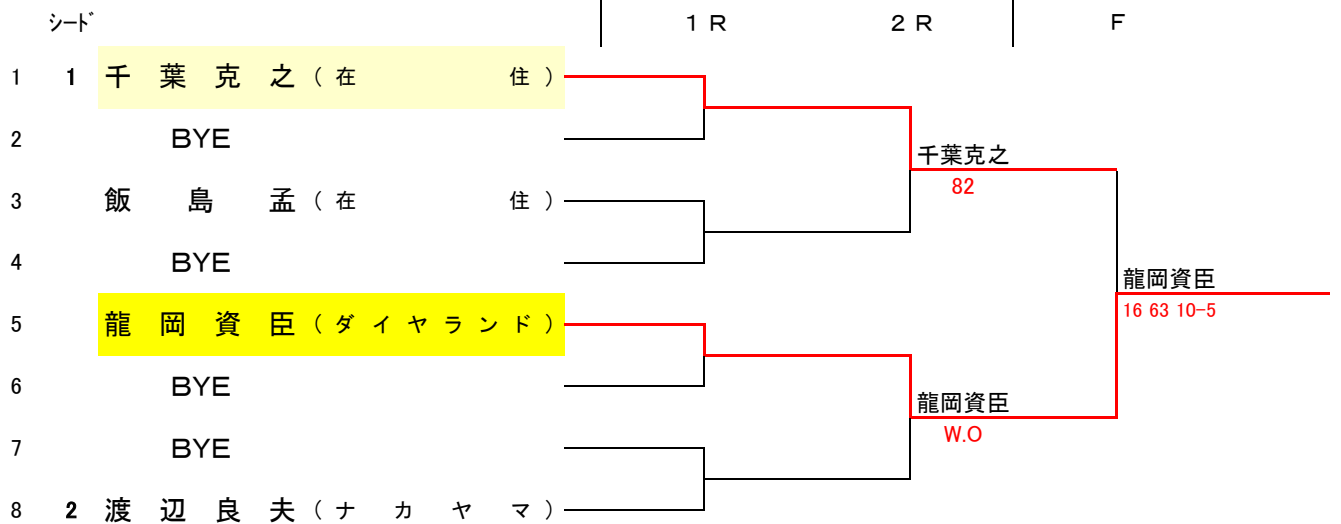 シード 1R 2R F
1 1 千葉克之(在住)
2 BYE
千葉克之
82
3 飯島孟(在住)
4 BYE
龍岡資臣
16 63 10-5
5 龍岡資臣(ダイヤランド)
6 BYE
龍岡資臣
W.O
7 BYE
8 2 渡辺良夫(ナカヤマ)